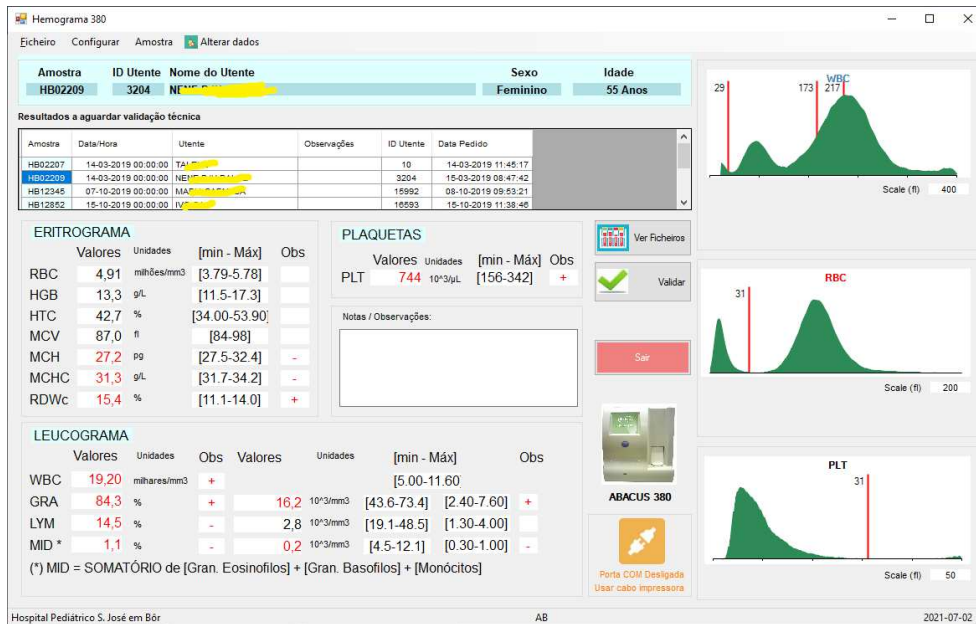 Hemograma 380
Ficheiro Configurar Amostra Alterar dados
Amostra ID Utente Nome do Utente Sexo Idade
HB02209 3204 Feminino 55 Anos
Resultados a aguardar validação técnica
Amostra Data/Hora Utente Observações ID Utente Data Pedido
HB02207 14-03-2019 00:00:00 10 14-03-2019 11:45:17
HB02209 14-03-2019 00:00:00 3204 15-03-2019 08:47:42
HB12345 07-10-2019 00:00:00 15992 08-10-2019 09:53:21
HB12852 15-10-2019 00:00:00 16593 15-10-2019 11:38:46
ERITROGRAMA
Valores Unidades [min - Máx] Obs
RBC 4,91 milhões/mm3 [3.79-5.78]
HGB 13,3 g/L [11.5-17.3]
HTC 42,7 % [34.00-53.90]
MCV 87,0 fl [84-98]
MCH 27,2 pg [27.5-32.4] -
MCHC 31,3 g/L [31.7-34.2] -
RDWc 15,4 % [11.1-14.0] +
PLAQUETAS
Valores Unidades [min - Máx] Obs
PLT 744 10^3/µL [156-342] +
Notas / Observações:
Ver Ficheiros
Validar
Sair
ABACUS 380
Porta COM Desligada
Usar cabo impressora
LEUCOGRAMA
Valores Unidades Obs Valores Unidades [min - Máx] Obs
WBC 19,20 milhares/mm3 + [5.00-11.60]
GRA 84,3 % + 16,2 10^3/mm3 [43.6-73.4] [2.40-7.60] +
LYM 14,5 % - 2,8 10^3/mm3 [19.1-48.5] [1.30-4.00]
MID * 1,1 % - 0,2 10^3/mm3 [4.5-12.1] [0.30-1.00] -
(*) MID = SOMATÓRIO de [Gran. Eosinofilos] + [Gran. Basofilos] + [Monócitos]
WBC
29 173 217
Scale (fl) 400
RBC
31
Scale (fl) 200
PLT
31
Scale (fl) 50
Hospital Pediátrico S. José em Bôr AB 2021-07-02